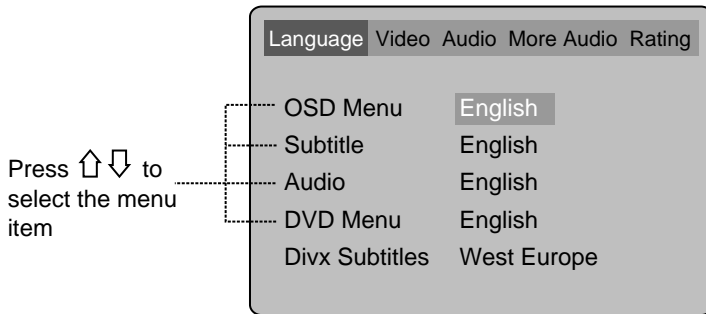 Language Video Audio More Audio Rating
OSD Menu English
Subtitle English
Audio English
DVD Menu English
Divx Subtitles West Europe
Press ⇧ ⇩ to
select the menu
item